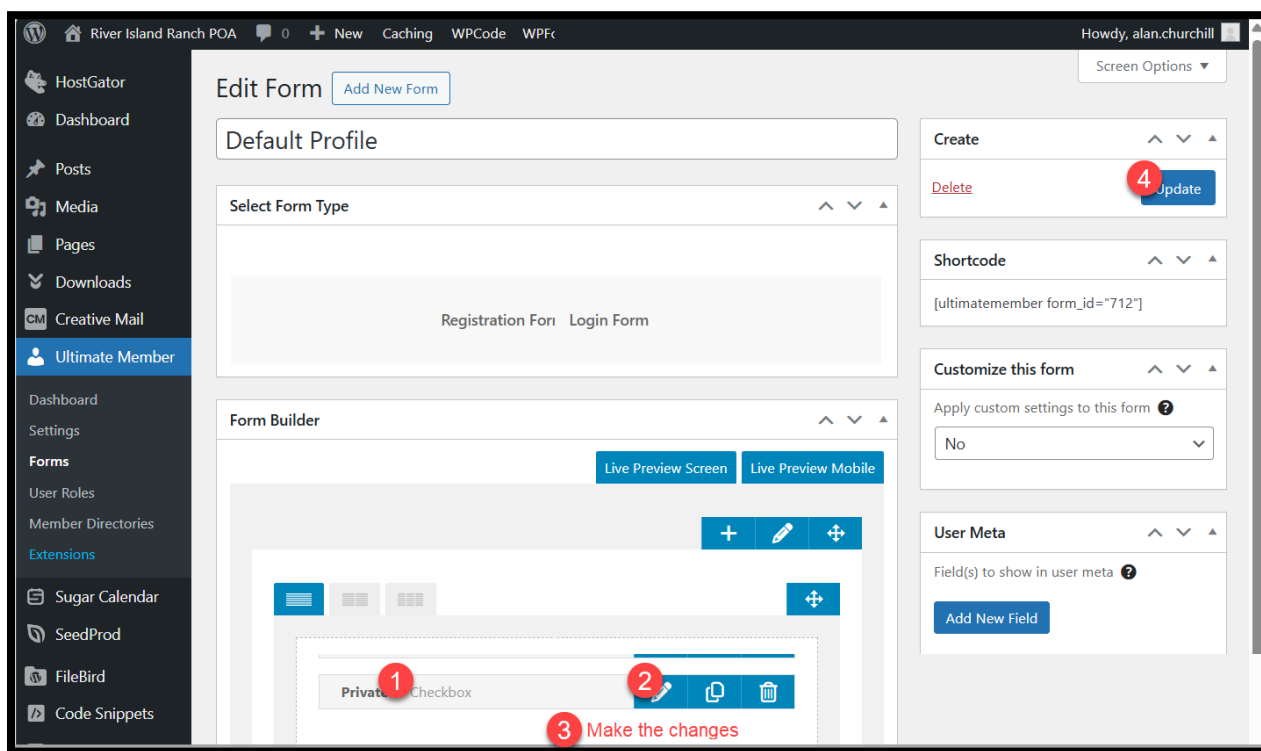 River Island Ranch POA 0 New Caching WPCode WPFo
Howdy, alan.churchill
Screen Options
HostGator
Dashboard
Posts
Media
Pages
Downloads
CM Creative Mail
Ultimate Member
Dashboard
Settings
Forms
User Roles
Member Directories
Extensions
Sugar Calendar
SeedProd
FileBird
Code Snippets
Edit Form Add New Form
Default Profile
Select Form Type
Registration Forı Login Form
Form Builder
Live Preview Screen Live Preview Mobile
1 2
Private Checkbox
3 Make the changes
Create
Delete 4 Update
Shortcode
[ultimatemember form_id="712"]
Customize this form
Apply custom settings to this form ?
No
User Meta
Field(s) to show in user meta ?
Add New Field